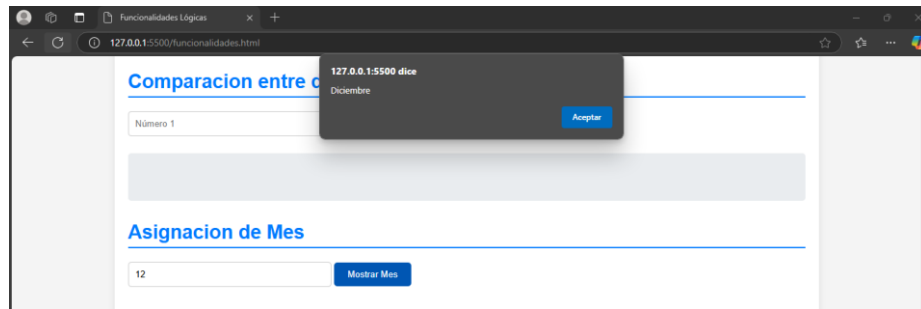 Funcionalidades Lógicas
127.0.0.1:5500/funcionalidades.html
127.0.0.1:5500 dice
Diciembre
Aceptar
Comparacion entre
Número 1
Asignacion de Mes
12
Mostrar Mes